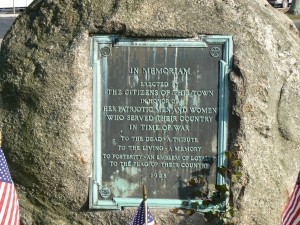 IN MEMORIAM
ERECTED BY
THE CITIZENS OF THIS TOWN
IN HONOR OF
HER PATRIOTIC MEN AND WOMEN
WHO SERVED THEIR COUNTRY
IN TIME OF WAR
TO THE DEAD - A TRIBUTE
TO THE LIVING - A MEMORY
TO POSTERITY - AN EMBLEM OF LOYALTY
TO THE FLAG OF THEIR COUNTRY